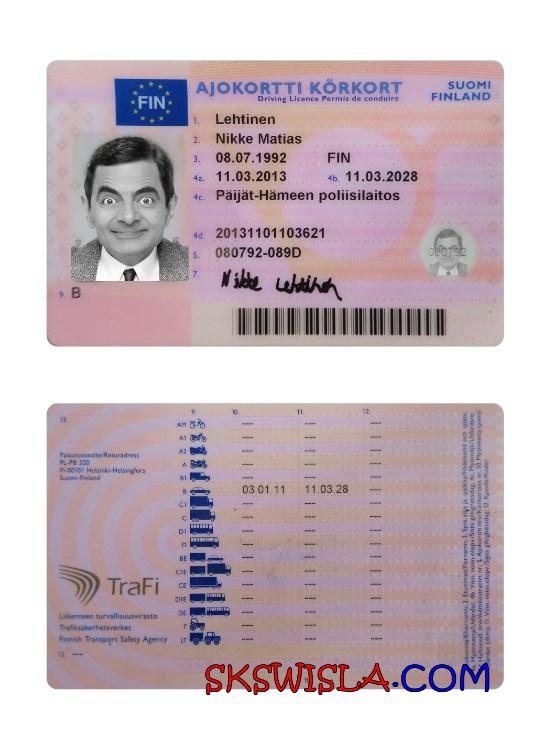 FIN
AJOKORTTI KÖRKORT
Driving Licence Permis de conduire
SUOMI
FINLAND
1. Lehtinen
2. Nikke Matias
3. 08.07.1992 FIN
4a. 11.03.2013 4b. 11.03.2028
4c. Päijät-Hämeen poliisilaitos
4d. 20131101103621
5. 080792-089D
7. Nikke Lehtinen
9. B
13.
9. 10. 11. 12.
Palautusosoite/Returadress
PL-PB 320
FI-00101 Helsinki-Helsingfors
Suomi-Finland
AM --- --- ---
A1 --- --- ---
A2 --- --- ---
A --- --- ---
B1 --- --- ---
B 03.01.11 11.03.28 ---
C1 --- --- ---
C --- --- ---
D1 --- --- ---
D --- --- ---
BE --- --- ---
C1E --- --- ---
CE --- --- ---
D1E --- --- ---
DE --- --- ---
T --- --- ---
LT --- --- ---
TraFi
Liikenteen turvallisuusvirasto
Trafiksäkerhetsverket
Finnish Transport Safety Agency
12. ---
SKSWISLA.COM